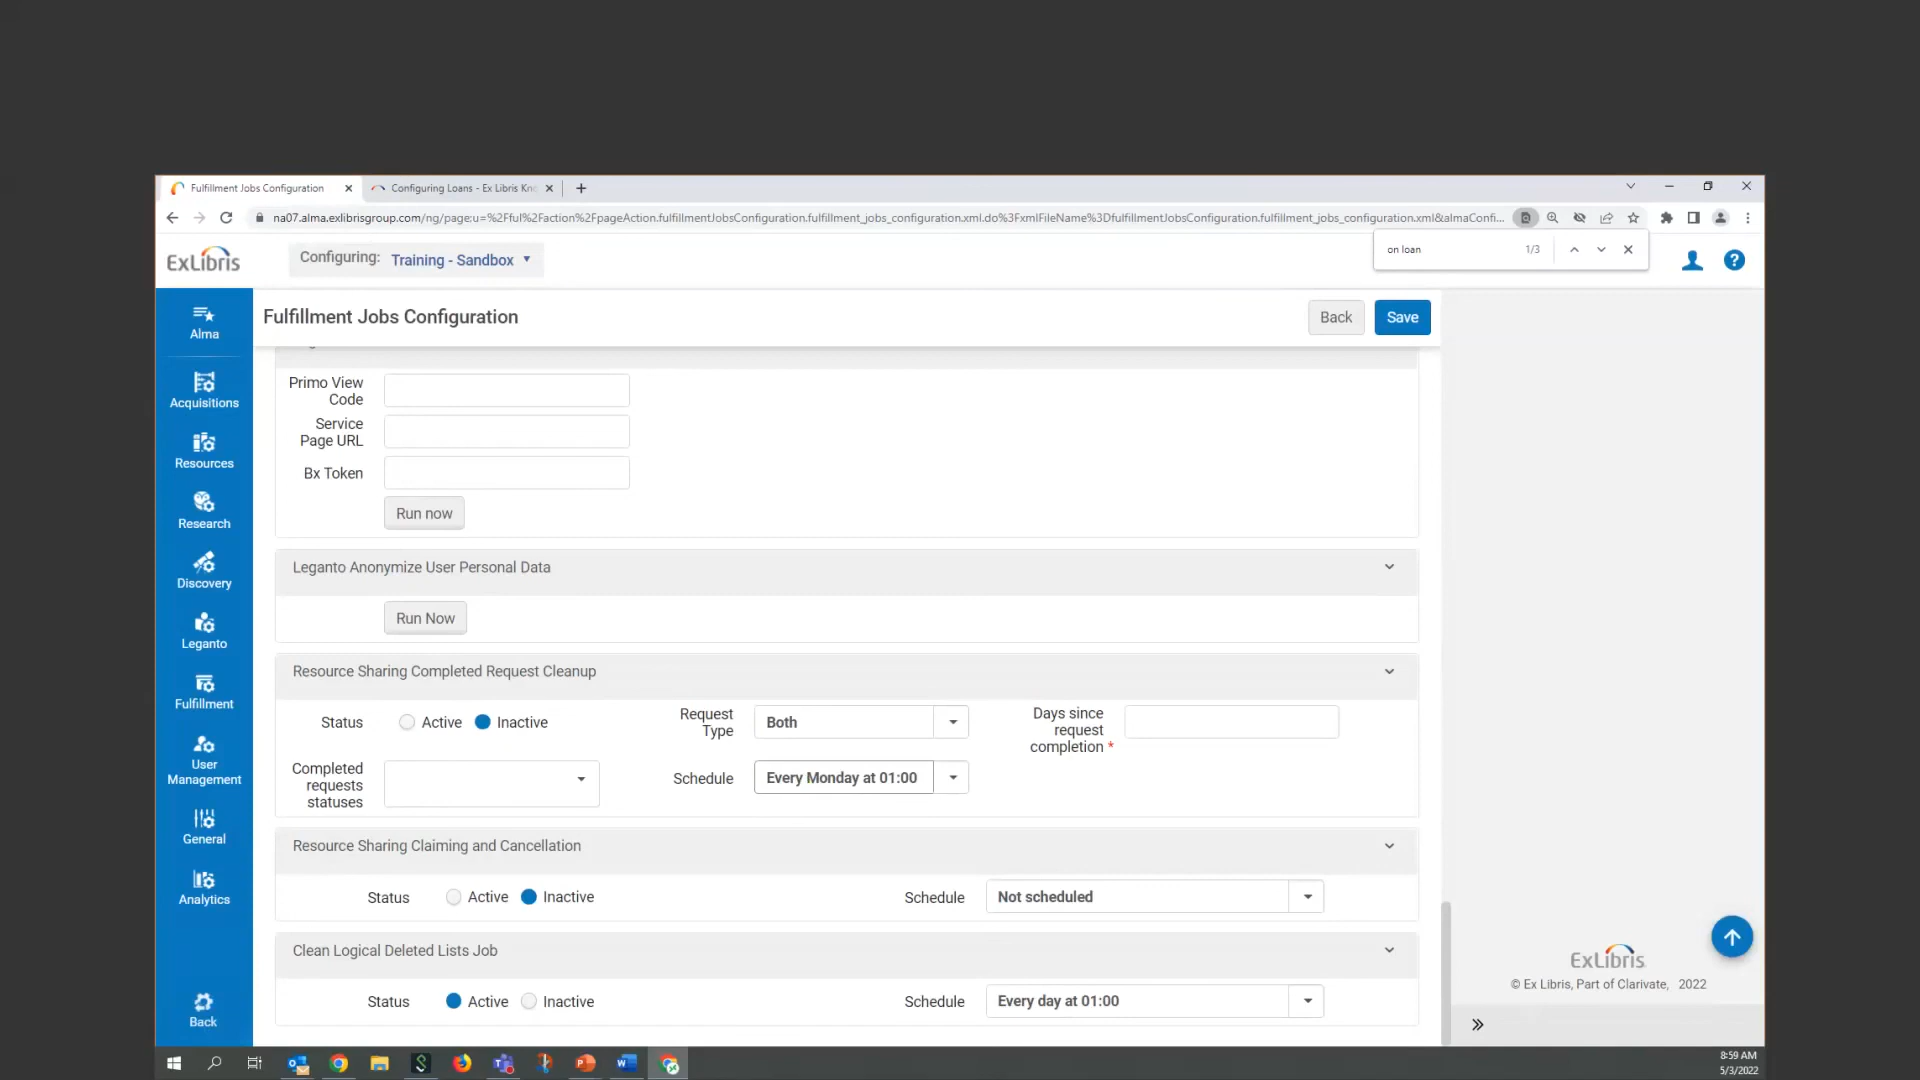 Fulfillment Jobs Configuration
Configuring Loans - Ex Libris Kn
na07.alma.exlibrisgroup.com/ng/page;u=%2Fful%2Faction%2FpageAction.fulfillmentJobsConfiguration.fulfillment_jobs_configuration.xml.do%3FxmlFileName%3DfulfillmentJobsConfiguration.fulfillment_jobs_configuration.xml&almaConfi...
on loan 1/3
ExLibris
Configuring: Training - Sandbox
Alma
Acquisitions
Resources
Research
Discovery
Leganto
Fulfillment
User
Management
General
Analytics
Back
Fulfillment Jobs Configuration
Back Save
Primo View
Code
Service
Page URL
Bx Token
Run now
Leganto Anonymize User Personal Data
Run Now
Resource Sharing Completed Request Cleanup
Status Active Inactive
Request
Type
Both
Days since
request
completion *
Completed
requests
statuses
Schedule Every Monday at 01:00
Resource Sharing Claiming and Cancellation
Status Active Inactive Schedule Not scheduled
Clean Logical Deleted Lists Job
Status Active Inactive Schedule Every day at 01:00
ExLibris
© Ex Libris, Part of Clarivate, 2022
8:59 AM
5/3/2022